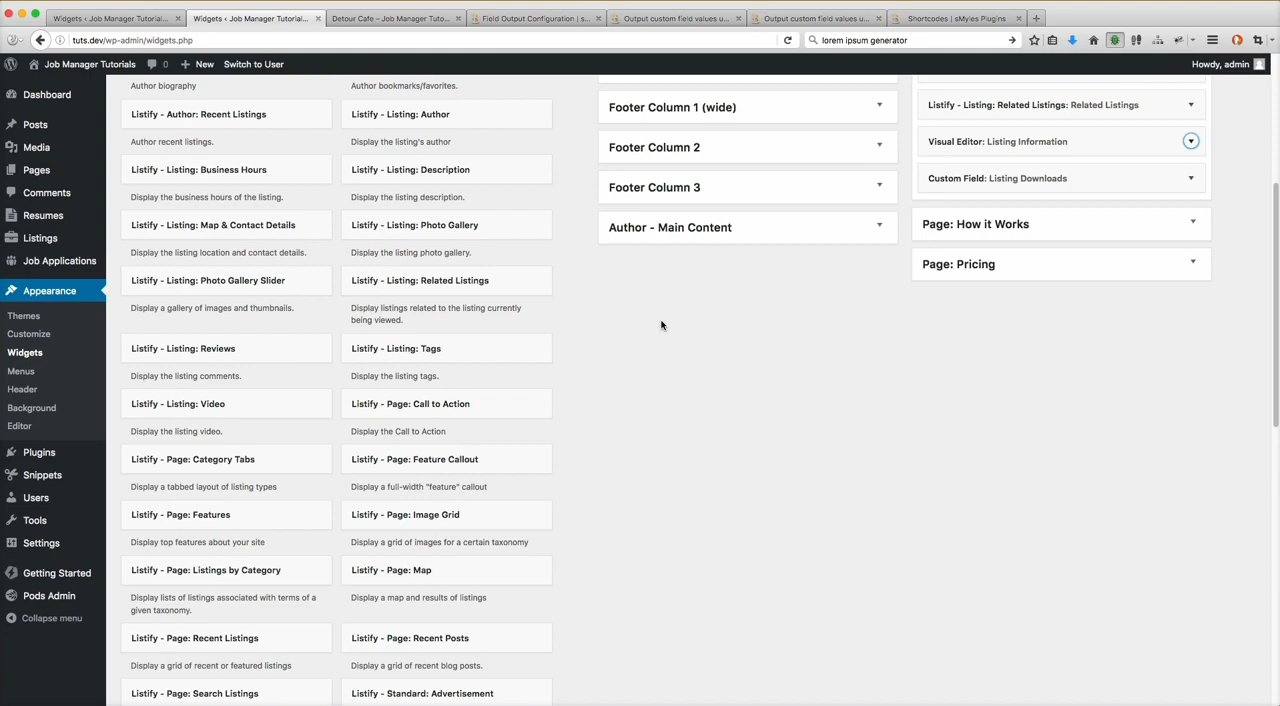 Widgets ‹ Job Manager Tutorial...
Widgets ‹ Job Manager Tutorial...
Detour Cafe – Job Manager Tuto...
Field Output Configuration | s...
Output custom field values u...
Output custom field values u...
Shortcodes | sMyles Plugins
tuts.dev/wp-admin/widgets.php
lorem ipsum generator
Job Manager Tutorials
0
New
Switch to User
Howdy, admin
Dashboard
Posts
Media
Pages
Comments
Resumes
Listings
Job Applications
Appearance
Themes
Customize
Widgets
Menus
Header
Background
Editor
Plugins
Snippets
Users
Tools
Settings
Getting Started
Pods Admin
Collapse menu
Author biography
Author bookmarks/favorites.
Listify - Author: Recent Listings
Listify - Listing: Author
Author recent listings.
Display the listing's author
Listify - Listing: Business Hours
Listify - Listing: Description
Display the business hours of the listing.
Display the listing description.
Listify - Listing: Map & Contact Details
Listify - Listing: Photo Gallery
Display the listing location and contact details.
Display the listing photo gallery.
Listify - Listing: Photo Gallery Slider
Listify - Listing: Related Listings
Display a gallery of images and thumbnails.
Display listings related to the listing currently
being viewed.
Listify - Listing: Reviews
Listify - Listing: Tags
Display the listing comments.
Display the listing tags.
Listify - Listing: Video
Listify - Page: Call to Action
Display the listing video.
Display the Call to Action
Listify - Page: Category Tabs
Listify - Page: Feature Callout
Display a tabbed layout of listing types
Display a full-width "feature" callout
Listify - Page: Features
Listify - Page: Image Grid
Display top features about your site
Display a grid of images for a certain taxonomy
Listify - Page: Listings by Category
Listify - Page: Map
Display lists of listings associated with terms of a
given taxonomy.
Display a map and results of listings
Listify - Page: Recent Listings
Listify - Page: Recent Posts
Display a grid of recent or featured listings
Display a grid of recent blog posts.
Listify - Page: Search Listings
Listify - Standard: Advertisement
Footer Column 1 (wide)
Footer Column 2
Footer Column 3
Author - Main Content
Listify - Listing: Related Listings: Related Listings
Visual Editor: Listing Information
Custom Field: Listing Downloads
Page: How it Works
Page: Pricing